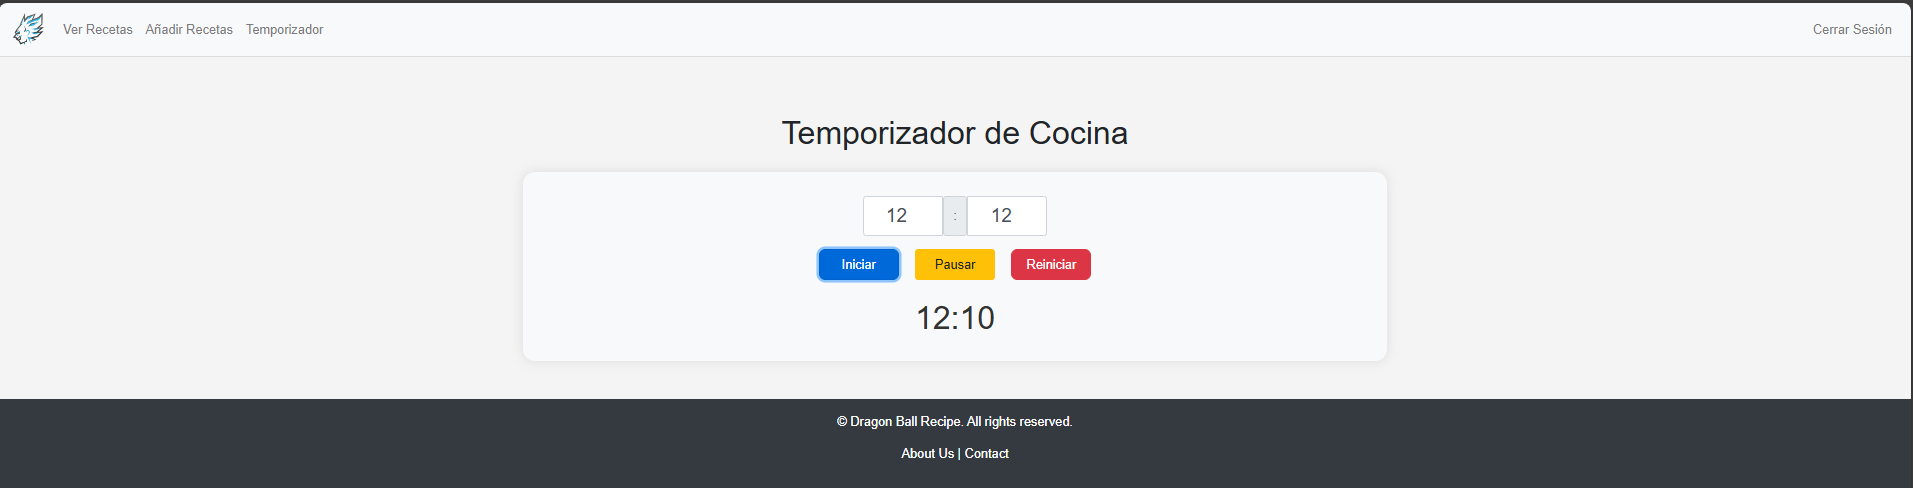 Ver Recetas Añadir Recetas Temporizador Cerrar Sesión
Temporizador de Cocina
12 : 12
Iniciar Pausar Reiniciar
12:10
© Dragon Ball Recipe. All rights reserved.
About Us | Contact